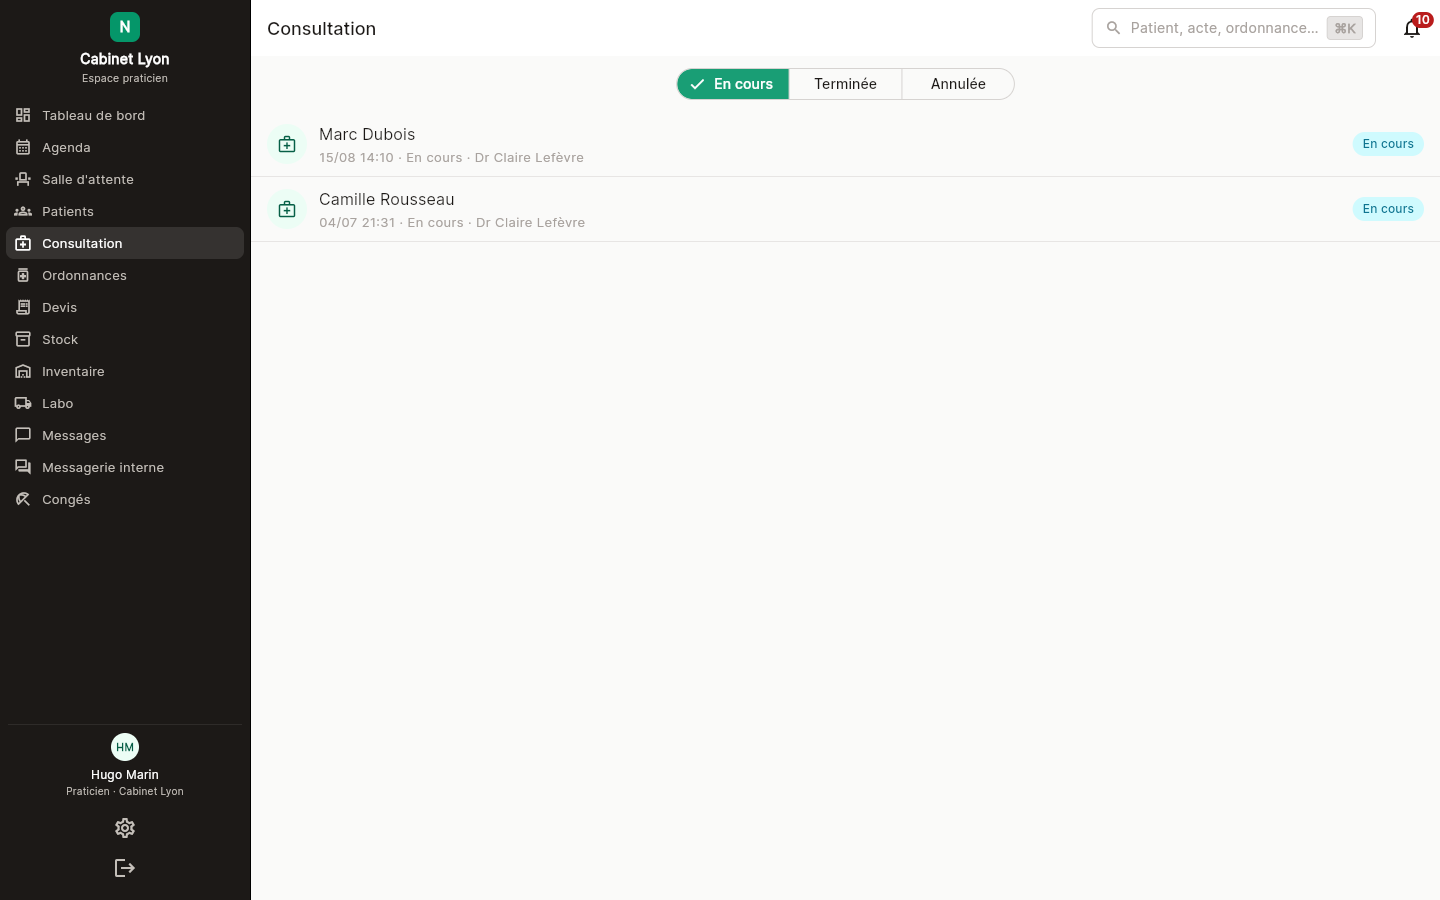 N
Cabinet Lyon
Espace praticien
Tableau de bord
Agenda
Salle d'attente
Patients
Consultation
Ordonnances
Devis
Stock
Inventaire
Labo
Messages
Messagerie interne
Congés
HM
Hugo Marin
Praticien · Cabinet Lyon
Consultation
Patient, acte, ordonnance... ⌘K
10
En cours Terminée Annulée
Marc Dubois
15/08 14:10 · En cours · Dr Claire Lefèvre
En cours
Camille Rousseau
04/07 21:31 · En cours · Dr Claire Lefèvre
En cours